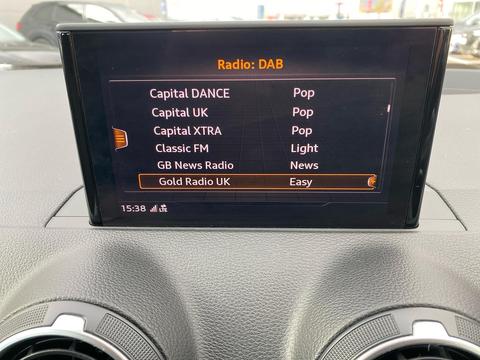 Radio: DAB
Capital DANCE Pop
Capital UK Pop
Capital XTRA Pop
Classic FM Light
GB News Radio News
Gold Radio UK Easy
15:38 LTE